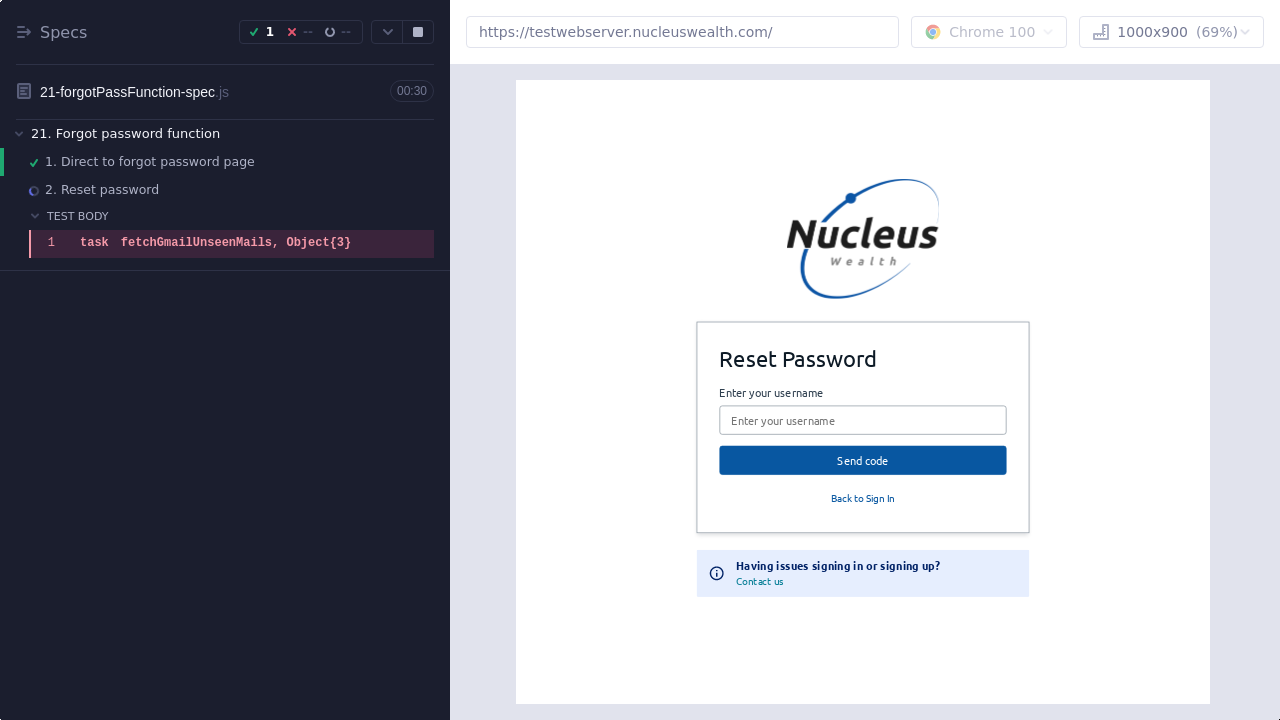 Specs
1
--
--
https://testwebserver.nucleuswealth.com/
Chrome 100
1000x900 (69%)
21-forgotPassFunction-spec.js
00:30
21. Forgot password function
1. Direct to forgot password page
2. Reset password
TEST BODY
1 task fetchGmailUnseenMails, Object{3}
Nucleus
Wealth
Reset Password
Enter your username
Enter your username
Send code
Back to Sign In
Having issues signing in or signing up?
Contact us